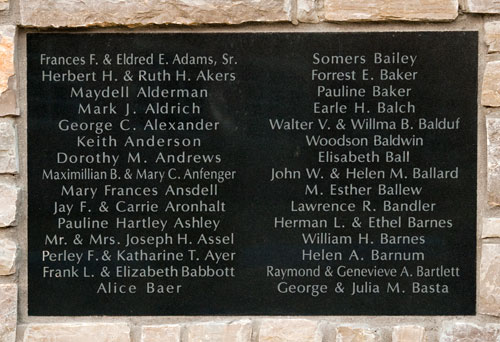 Frances F. & Eldred E. Adams, Sr.
Herbert H. & Ruth H. Akers
Maydell Alderman
Mark J. Aldrich
George C. Alexander
Keith Anderson
Dorothy M. Andrews
Maximillian B. & Mary C. Anfenger
Mary Frances Ansdell
Jay F. & Carrie Aronhalt
Pauline Hartley Ashley
Mr. & Mrs. Joseph H. Assel
Perley F. & Katharine T. Ayer
Frank L. & Elizabeth Babbott
Alice Baer
Somers Bailey
Forrest E. Baker
Pauline Baker
Earle H. Balch
Walter V. & Willma B. Balduf
Woodson Baldwin
Elisabeth Ball
John W. & Helen M. Ballard
M. Esther Ballew
Lawrence R. Bandler
Herman L. & Ethel Barnes
William H. Barnes
Helen A. Barnum
Raymond & Genevieve A. Bartlett
George & Julia M. Basta